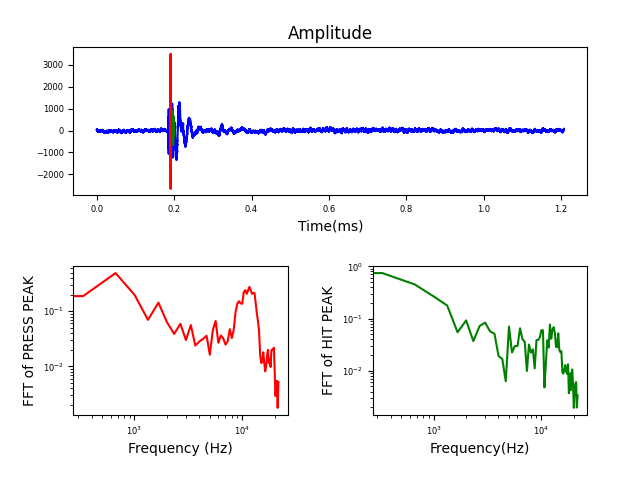 Amplitude
3000
2000
1000
0
−1000
−2000
0.0 0.2 0.4 0.6 0.8 1.0 1.2
Time(ms)
FFT of PRESS PEAK
10⁻¹
10⁻²
10³ 10⁴
Frequency (Hz)
FFT of HIT PEAK
10⁰
10⁻¹
10⁻²
10³ 10⁴
Frequency(Hz)